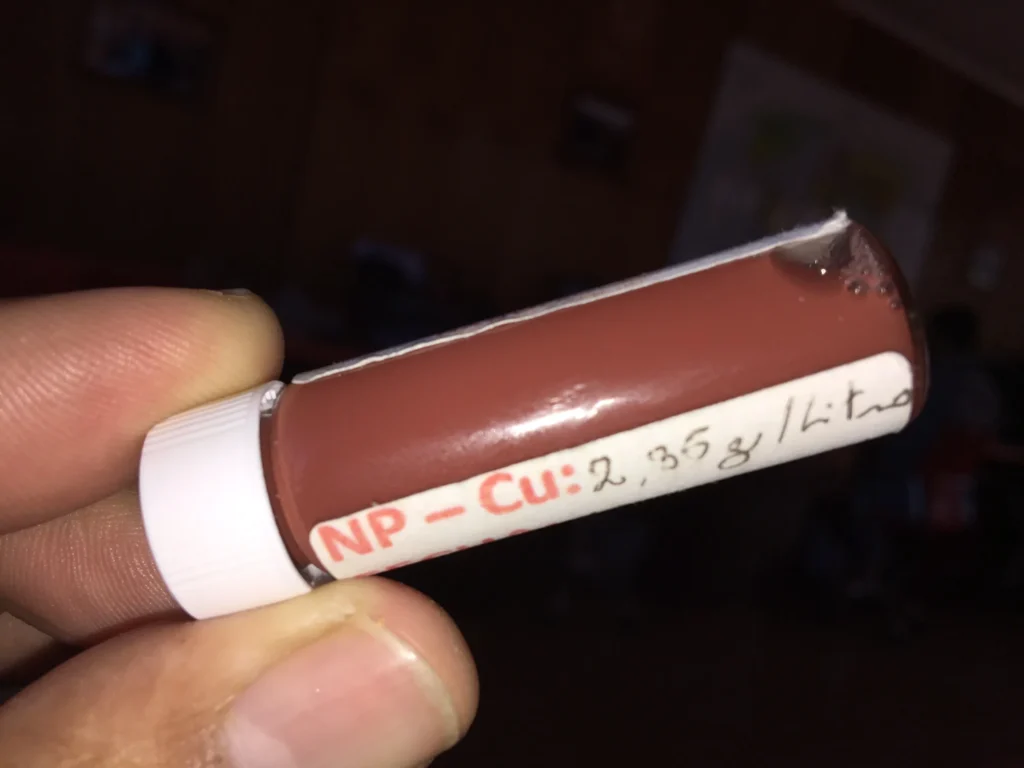 NP – Cu: 2,35 g/Litro